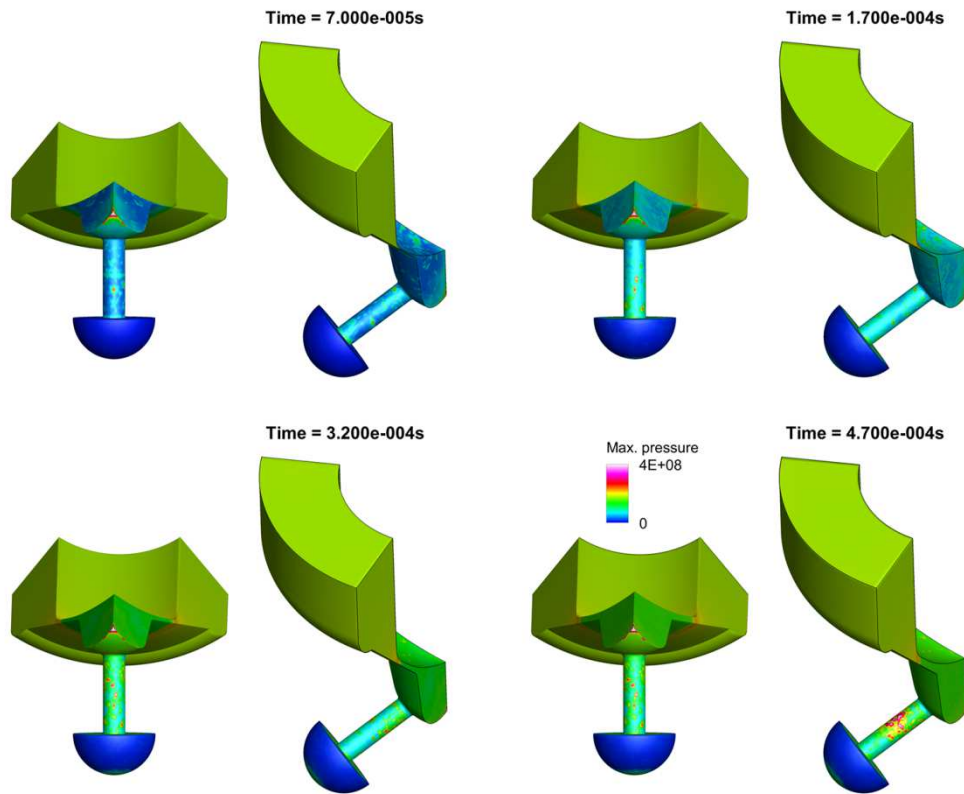 Time = 7.000e-005s
Time = 1.700e-004s
Time = 3.200e-004s
Time = 4.700e-004s
Max. pressure
4E+08
0